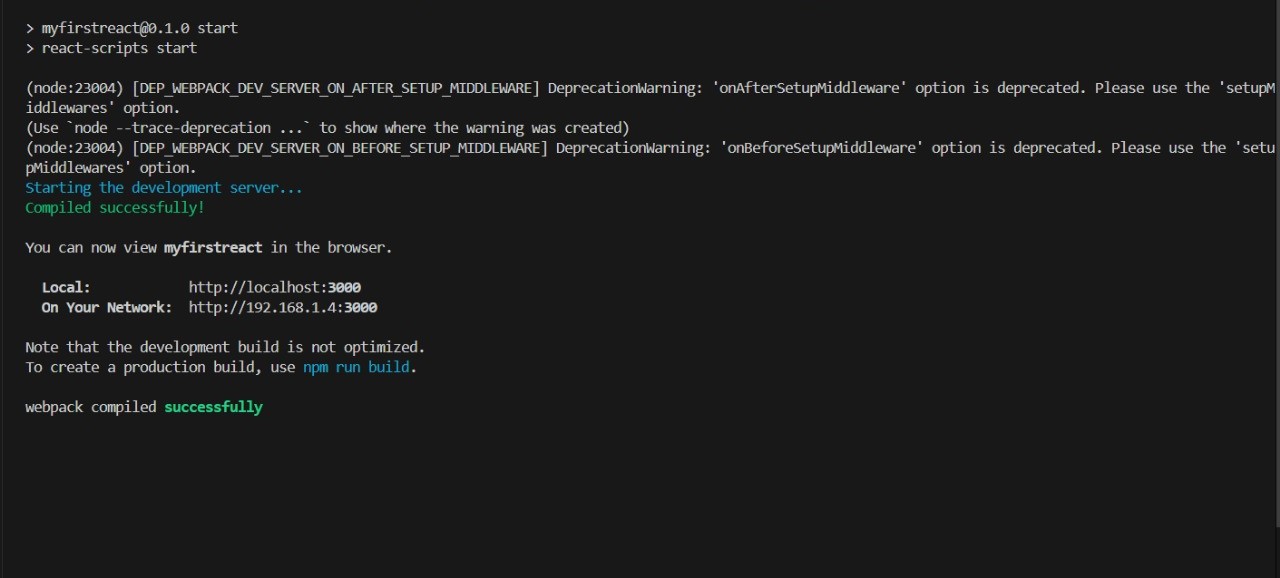 > myfirstreact@0.1.0 start
> react-scripts start
(node:23004) [DEP_WEBPACK_DEV_SERVER_ON_AFTER_SETUP_MIDDLEWARE] DeprecationWarning: 'onAfterSetupMiddleware' option is deprecated. Please use the 'setupM
iddlewares' option.
(Use `node --trace-deprecation ...` to show where the warning was created)
(node:23004) [DEP_WEBPACK_DEV_SERVER_ON_BEFORE_SETUP_MIDDLEWARE] DeprecationWarning: 'onBeforeSetupMiddleware' option is deprecated. Please use the 'setu
pMiddlewares' option.
Starting the development server...
Compiled successfully!
You can now view myfirstreact in the browser.
Local: http://localhost:3000
On Your Network: http://192.168.1.4:3000
Note that the development build is not optimized.
To create a production build, use npm run build.
webpack compiled successfully